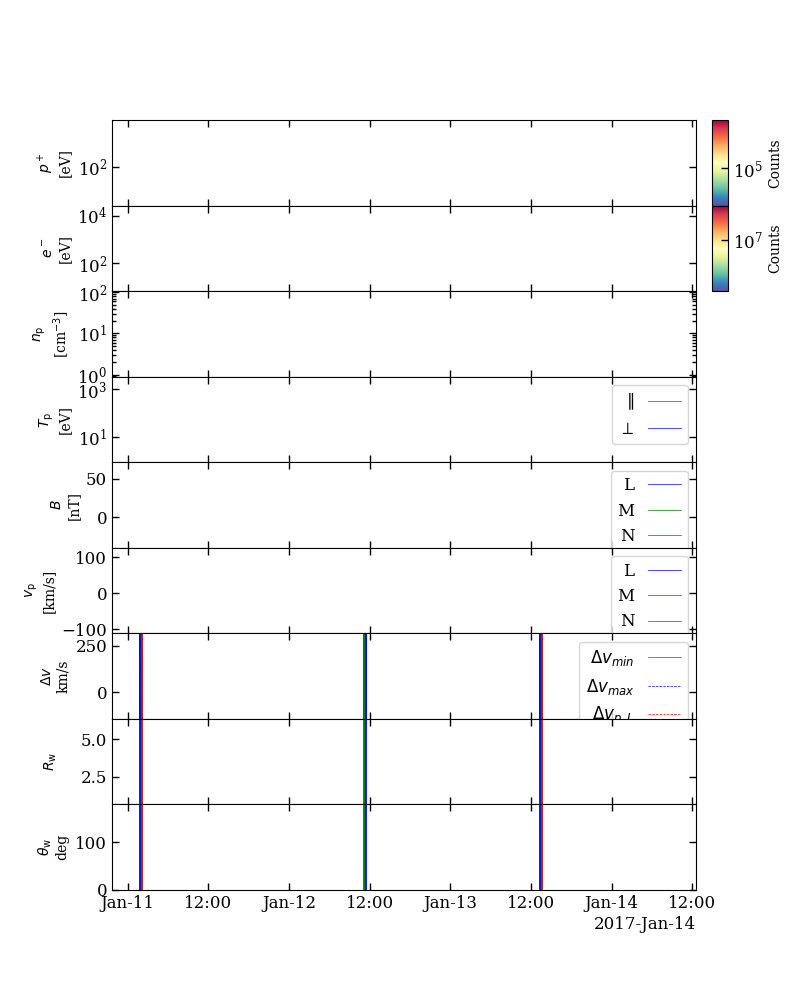 p⁺
[eV]
10²
10⁵
Counts
e⁻
[eV]
10⁴
10²
10⁷
Counts
nₚ
[cm⁻³]
10²
10¹
10⁰
Tₚ
[eV]
10³
10¹
∥
⊥
B
[nT]
50
0
L
M
N
vₚ
[km/s]
100
0
−100
L
M
N
Δv
km/s
250
0
Δv_min
Δv_max
R_w
5.0
2.5
θ_w
deg
100
0
Jan-11 12:00 Jan-12 12:00 Jan-13 12:00 Jan-14 12:00
2017-Jan-14